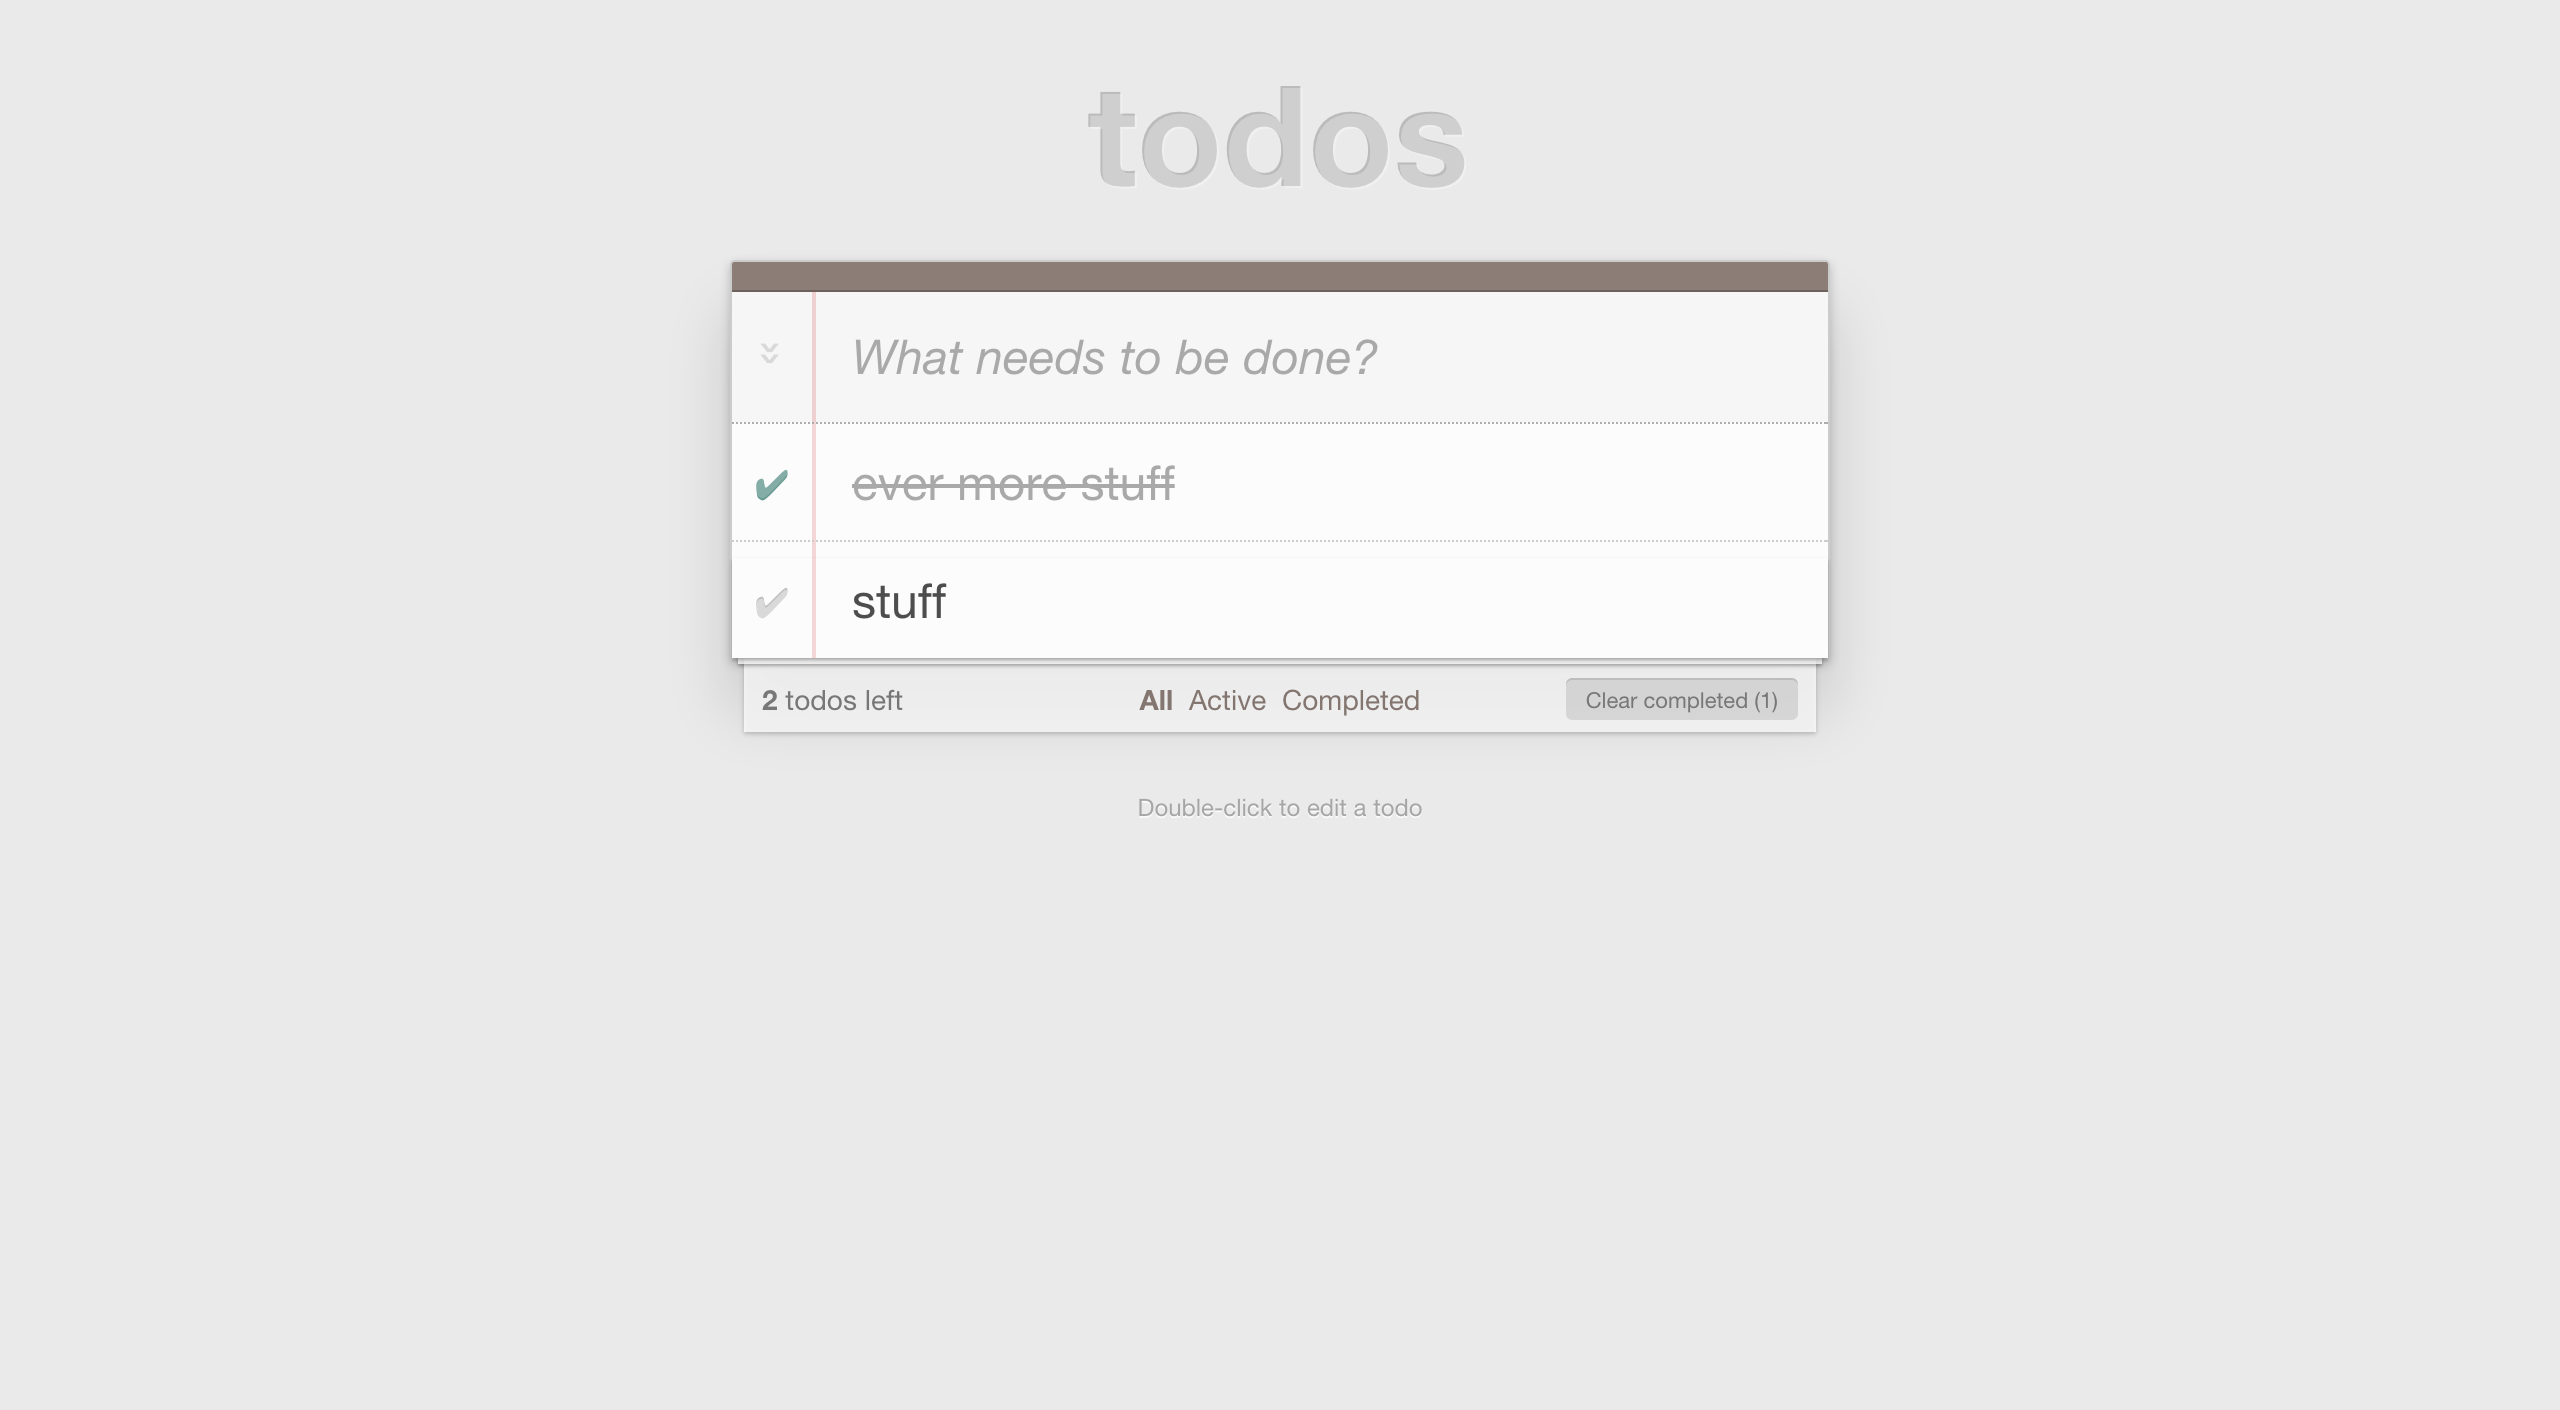 todos
What needs to be done?
ever more stuff
stuff
2 todos left All Active Completed Clear completed (1)
Double-click to edit a todo